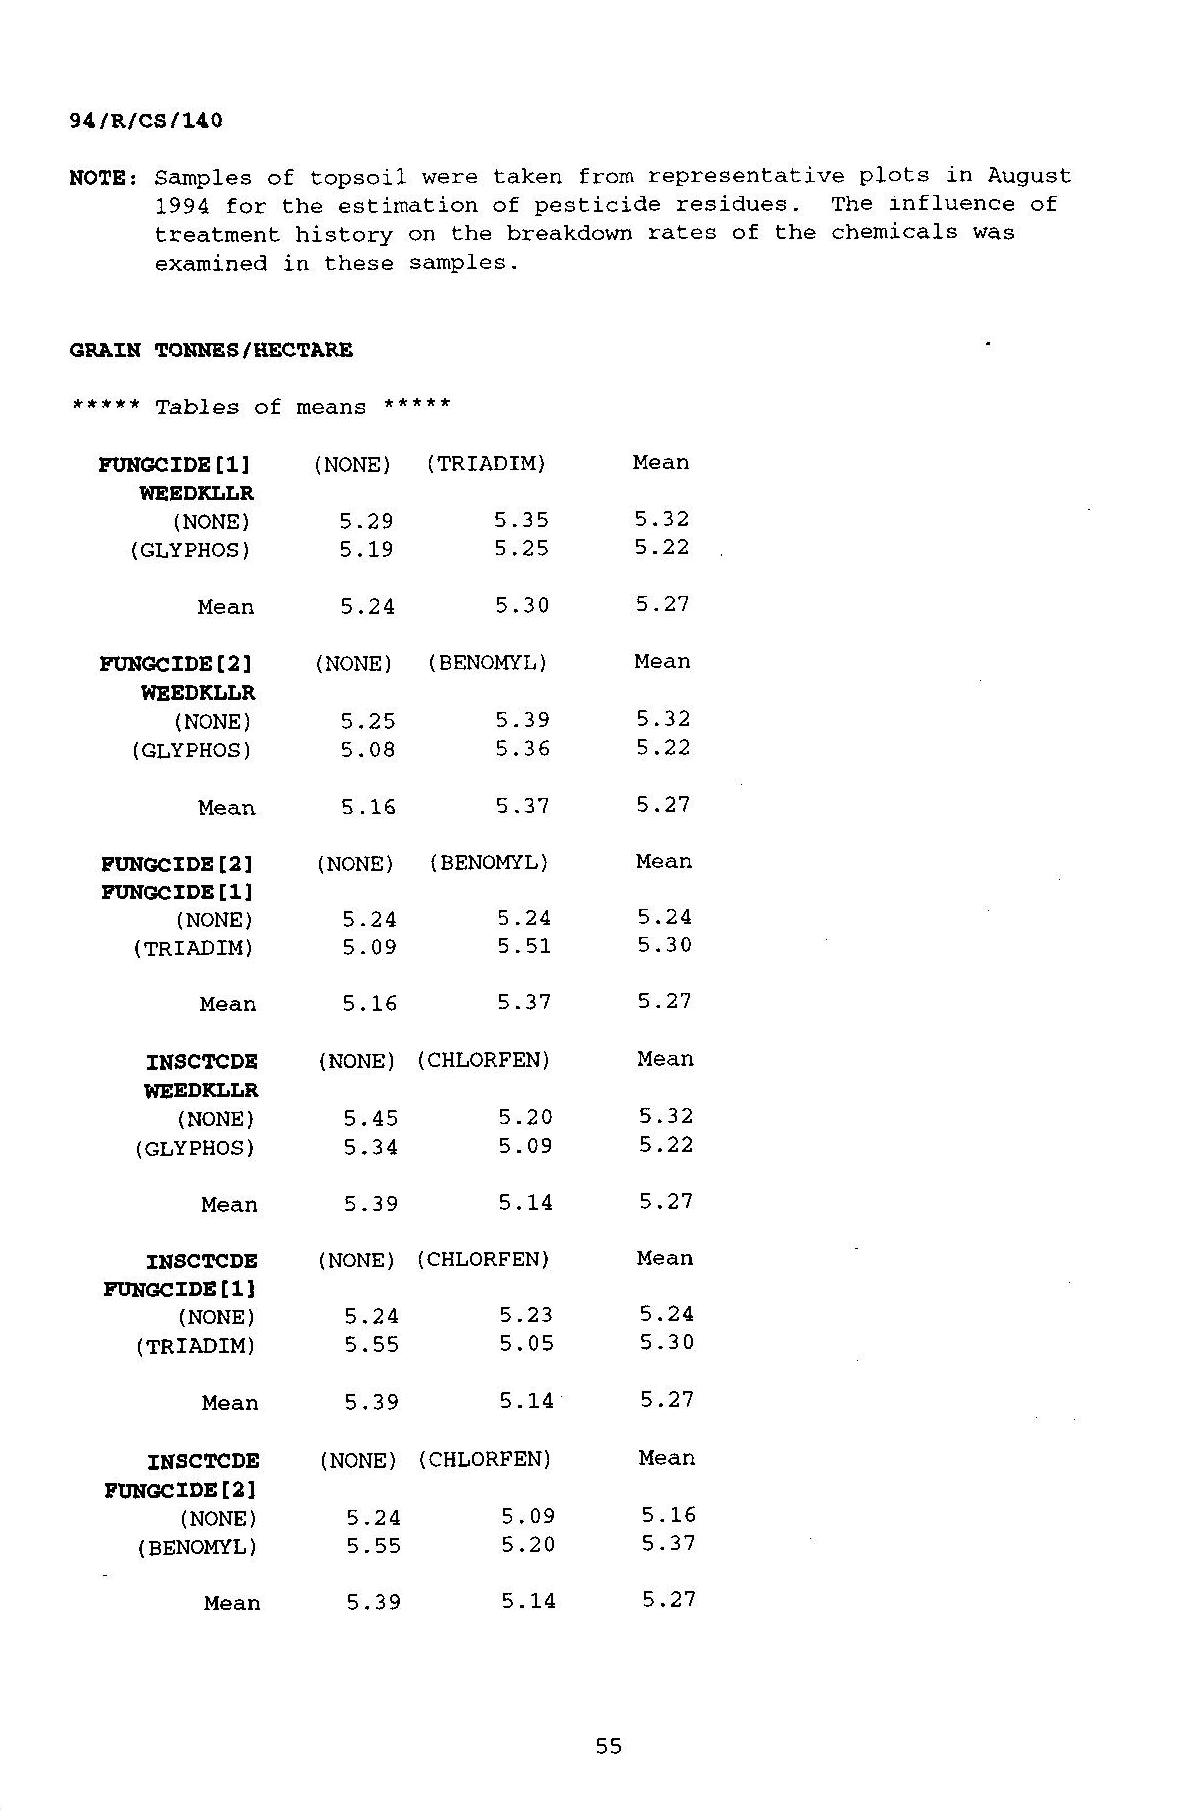 94/R/CS/140
NOTE: Samples of topsoil were taken from representative plots in August
1994 for the estimation of pesticide residues. The influence of
treatment history on the breakdown rates of the chemicals was
examined in these samples.
GRAIN TONNES/HECTARE
***** Tables of means *****
FUNGCIDE[1] (NONE) (TRIADIM) Mean
WEEDKLLR
(NONE) 5.29 5.35 5.32
(GLYPHOS) 5.19 5.25 5.22
Mean 5.24 5.30 5.27
FUNGCIDE[2] (NONE) (BENOMYL) Mean
WEEDKLLR
(NONE) 5.25 5.39 5.32
(GLYPHOS) 5.08 5.36 5.22
Mean 5.16 5.37 5.27
FUNGCIDE[2] (NONE) (BENOMYL) Mean
FUNGCIDE[1]
(NONE) 5.24 5.24 5.24
(TRIADIM) 5.09 5.51 5.30
Mean 5.16 5.37 5.27
INSCTCDE (NONE) (CHLORFEN) Mean
WEEDKLLR
(NONE) 5.45 5.20 5.32
(GLYPHOS) 5.34 5.09 5.22
Mean 5.39 5.14 5.27
INSCTCDE (NONE) (CHLORFEN) Mean
FUNGCIDE[1]
(NONE) 5.24 5.23 5.24
(TRIADIM) 5.55 5.05 5.30
Mean 5.39 5.14 5.27
INSCTCDE (NONE) (CHLORFEN) Mean
FUNGCIDE[2]
(NONE) 5.24 5.09 5.16
(BENOMYL) 5.55 5.20 5.37
Mean 5.39 5.14 5.27
55